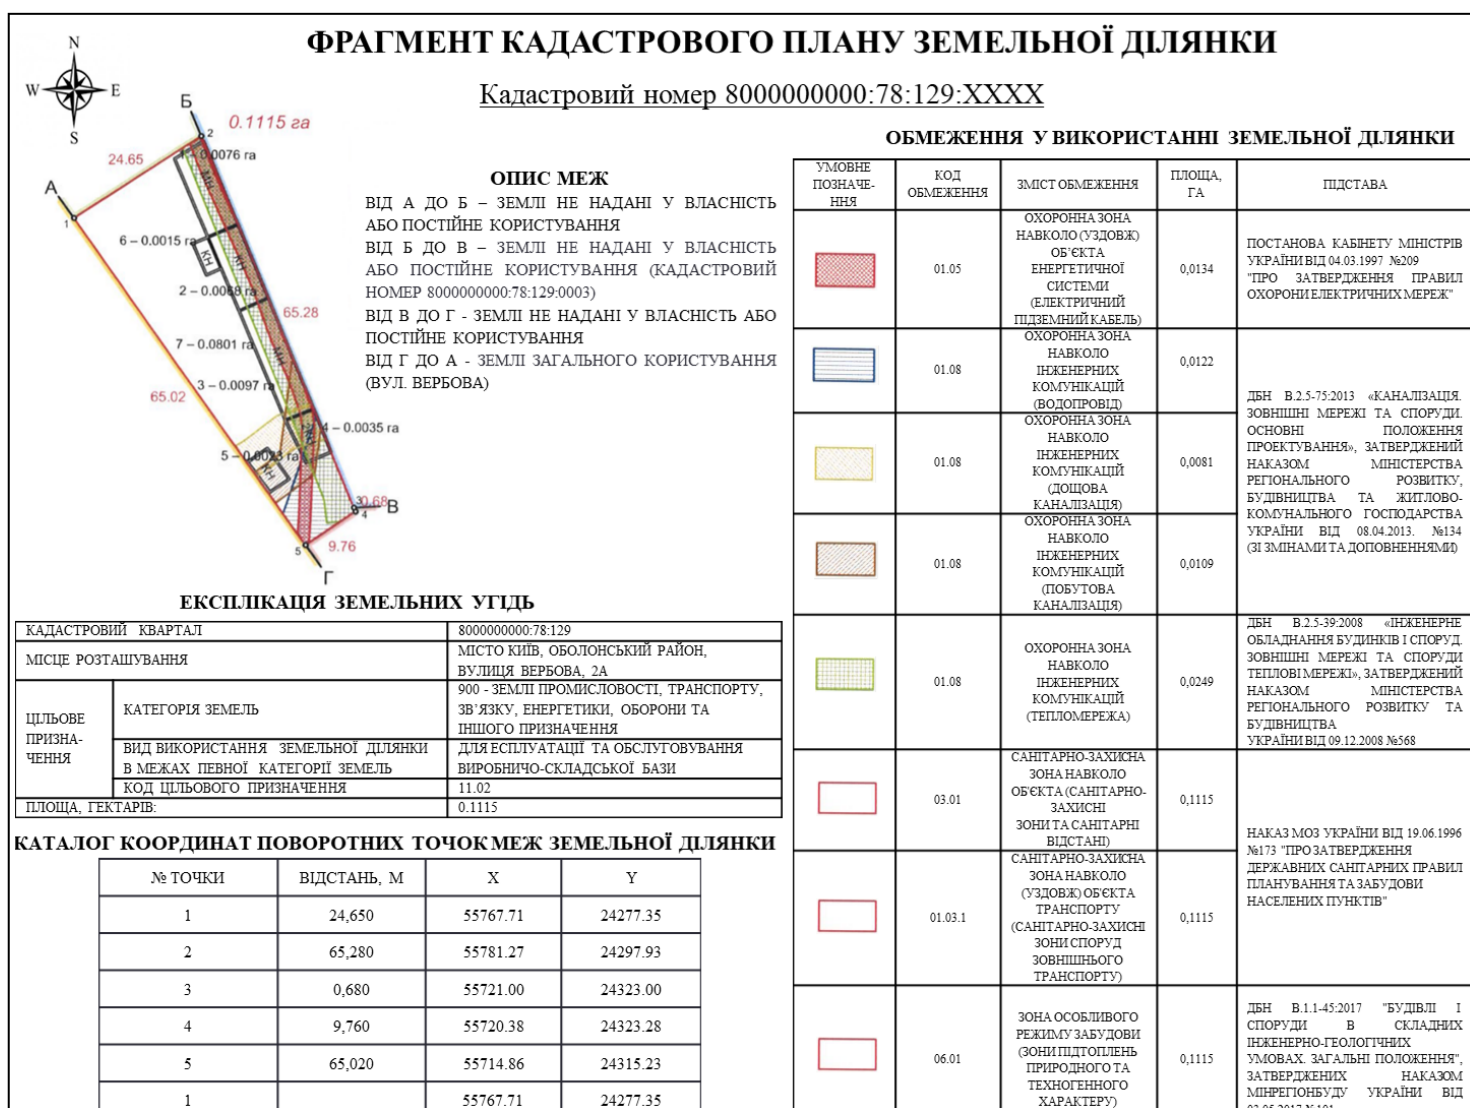 ФРАГМЕНТ КАДАСТРОВОГО ПЛАНУ ЗЕМЕЛЬНОЇ ДІЛЯНКИ
Кадастровий номер 8000000000:78:129:XXXX
N
W
E
S
Б
2
0.1115 га
24.65
1 – 0.0076 га
А
1
МН
6 – 0.0015 га
КН
2 – 0.0068 га
65.28
7 – 0.0801 га
МН
3 – 0.0097 га
65.02
4 – 0.0035 га
5 – 0.0023 га
КН
3
0.68
4
В
5
9.76
Г
ОПИС МЕЖ
ВІД А ДО Б – ЗЕМЛІ НЕ НАДАНІ У ВЛАСНІСТЬ
АБО ПОСТІЙНЕ КОРИСТУВАННЯ
ВІД Б ДО В – ЗЕМЛІ НЕ НАДАНІ У ВЛАСНІСТЬ
АБО ПОСТІЙНЕ КОРИСТУВАННЯ (КАДАСТРОВИЙ
НОМЕР 8000000000:78:129:0003)
ВІД В ДО Г - ЗЕМЛІ НЕ НАДАНІ У ВЛАСНІСТЬ АБО
ПОСТІЙНЕ КОРИСТУВАННЯ
ВІД Г ДО А - ЗЕМЛІ ЗАГАЛЬНОГО КОРИСТУВАННЯ
(ВУЛ. ВЕРБОВА)
ЕКСПЛІКАЦІЯ ЗЕМЕЛЬНИХ УГІДЬ
КАДАСТРОВИЙ КВАРТАЛ
8000000000:78:129
МІСЦЕ РОЗТАШУВАННЯ
МІСТО КИЇВ, ОБОЛОНСЬКИЙ РАЙОН,
ВУЛИЦЯ ВЕРБОВА, 2А
ЦІЛЬОВЕ
ПРИЗНА-
ЧЕННЯ
КАТЕГОРІЯ ЗЕМЕЛЬ
900 - ЗЕМЛІ ПРОМИСЛОВОСТІ, ТРАНСПОРТУ,
ЗВ’ЯЗКУ, ЕНЕРГЕТИКИ, ОБОРОНИ ТА
ІНШОГО ПРИЗНАЧЕННЯ
ВИД ВИКОРИСТАННЯ ЗЕМЕЛЬНОЇ ДІЛЯНКИ
В МЕЖАХ ПЕВНОЇ КАТЕГОРІЇ ЗЕМЕЛЬ
ДЛЯ ЕСПЛУАТАЦІЇ ТА ОБСЛУГОВУВАННЯ
ВИРОБНИЧО-СКЛАДСЬКОЇ БАЗИ
КОД ЦІЛЬОВОГО ПРИЗНАЧЕННЯ
11.02
ПЛОЩА, ГЕКТАРІВ:
0.1115
КАТАЛОГ КООРДИНАТ ПОВОРОТНИХ ТОЧОК МЕЖ ЗЕМЕЛЬНОЇ ДІЛЯНКИ
№ ТОЧКИ ВІДСТАНЬ, М X Y
1 24,650 55767.71 24277.35
2 65,280 55781.27 24297.93
3 0,680 55721.00 24323.00
4 9,760 55720.38 24323.28
5 65,020 55714.86 24315.23
1 55767.71 24277.35
ОБМЕЖЕННЯ У ВИКОРИСТАННІ ЗЕМЕЛЬНОЇ ДІЛЯНКИ
УМОВНЕ
ПОЗНАЧЕ-
ННЯ
КОД
ОБМЕЖЕННЯ
ЗМІСТ ОБМЕЖЕННЯ
ПЛОЩА,
ГА
ПІДСТАВА
01.05
ОХОРОННА ЗОНА
НАВКОЛО (УЗДОВЖ)
ОБ'ЄКТА
ЕНЕРГЕТИЧНОЇ
СИСТЕМИ
(ЕЛЕКТРИЧНИЙ
ПІДЗЕМНИЙ КАБЕЛЬ)
0,0134
ПОСТАНОВА КАБІНЕТУ МІНІСТРІВ
УКРАЇНИ ВІД 04.03.1997 №209
"ПРО ЗАТВЕРДЖЕННЯ ПРАВИЛ
ОХОРОНИ ЕЛЕКТРИЧНИХ МЕРЕЖ"
01.08
ОХОРОННА ЗОНА
НАВКОЛО
ІНЖЕНЕРНИХ
КОМУНІКАЦІЙ
(ВОДОПРОВІД)
0,0122
01.08
ОХОРОННА ЗОНА
НАВКОЛО
ІНЖЕНЕРНИХ
КОМУНІКАЦІЙ
(ДОЩОВА
КАНАЛІЗАЦІЯ)
0,0081
01.08
ОХОРОННА ЗОНА
НАВКОЛО
ІНЖЕНЕРНИХ
КОМУНІКАЦІЙ
(ПОБУТОВА
КАНАЛІЗАЦІЯ)
0,0109
ДБН В.2.5-75:2013 «КАНАЛІЗАЦІЯ.
ЗОВНІШНІ МЕРЕЖІ ТА СПОРУДИ.
ОСНОВНІ ПОЛОЖЕННЯ
ПРОЕКТУВАННЯ», ЗАТВЕРДЖЕНИЙ
НАКАЗОМ МІНІСТЕРСТВА
РЕГІОНАЛЬНОГО РОЗВИТКУ,
БУДІВНИЦТВА ТА ЖИТЛОВО-
КОМУНАЛЬНОГО ГОСПОДАРСТВА
УКРАЇНИ ВІД 08.04.2013. №134
(ЗІ ЗМІНАМИ ТА ДОПОВНЕННЯМИ)
01.08
ОХОРОННА ЗОНА
НАВКОЛО
ІНЖЕНЕРНИХ
КОМУНІКАЦІЙ
(ТЕПЛОМЕРЕЖА)
0,0249
ДБН В.2.5-39:2008 «ІНЖЕНЕРНЕ
ОБЛАДНАННЯ БУДИНКІВ І СПОРУД.
ЗОВНІШНІ МЕРЕЖІ ТА СПОРУДИ
ТЕПЛОВІ МЕРЕЖІ», ЗАТВЕРДЖЕНИЙ
НАКАЗОМ МІНІСТЕРСТВА
РЕГІОНАЛЬНОГО РОЗВИТКУ ТА
БУДІВНИЦТВА
УКРАЇНИ ВІД 09.12.2008 №568
03.01
САНІТАРНО-ЗАХИСНА
ЗОНА НАВКОЛО
ОБ'ЄКТА (САНІТАРНО-
ЗАХИСНІ
ЗОНИ ТА САНІТАРНІ
ВІДСТАНІ)
0,1115
01.03.1
САНІТАРНО-ЗАХИСНА
ЗОНА НАВКОЛО
(УЗДОВЖ) ОБ'ЄКТА
ТРАНСПОРТУ
(САНІТАРНО-ЗАХИСНІ
ЗОНИ СПОРУД
ЗОВНІШНЬОГО
ТРАНСПОРТУ)
0,1115
НАКАЗ МОЗ УКРАЇНИ ВІД 19.06.1996
№173 "ПРО ЗАТВЕРДЖЕННЯ
ДЕРЖАВНИХ САНІТАРНИХ ПРАВИЛ
ПЛАНУВАННЯ ТА ЗАБУДОВИ
НАСЕЛЕНИХ ПУНКТІВ"
06.01
ЗОНА ОСОБЛИВОГО
РЕЖИМУ ЗАБУДОВИ
(ЗОНИ ПІДТОПЛЕНЬ
ПРИРОДНОГО ТА
ТЕХНОГЕННОГО
ХАРАКТЕРУ)
0,1115
ДБН В.1.1-45:2017 "БУДІВЛІ І
СПОРУДИ В СКЛАДНИХ
ІНЖЕНЕРНО-ГЕОЛОГІЧНИХ
УМОВАХ. ЗАГАЛЬНІ ПОЛОЖЕННЯ",
ЗАТВЕРДЖЕНИХ НАКАЗОМ
МІНРЕГІОНБУДУ УКРАЇНИ ВІД